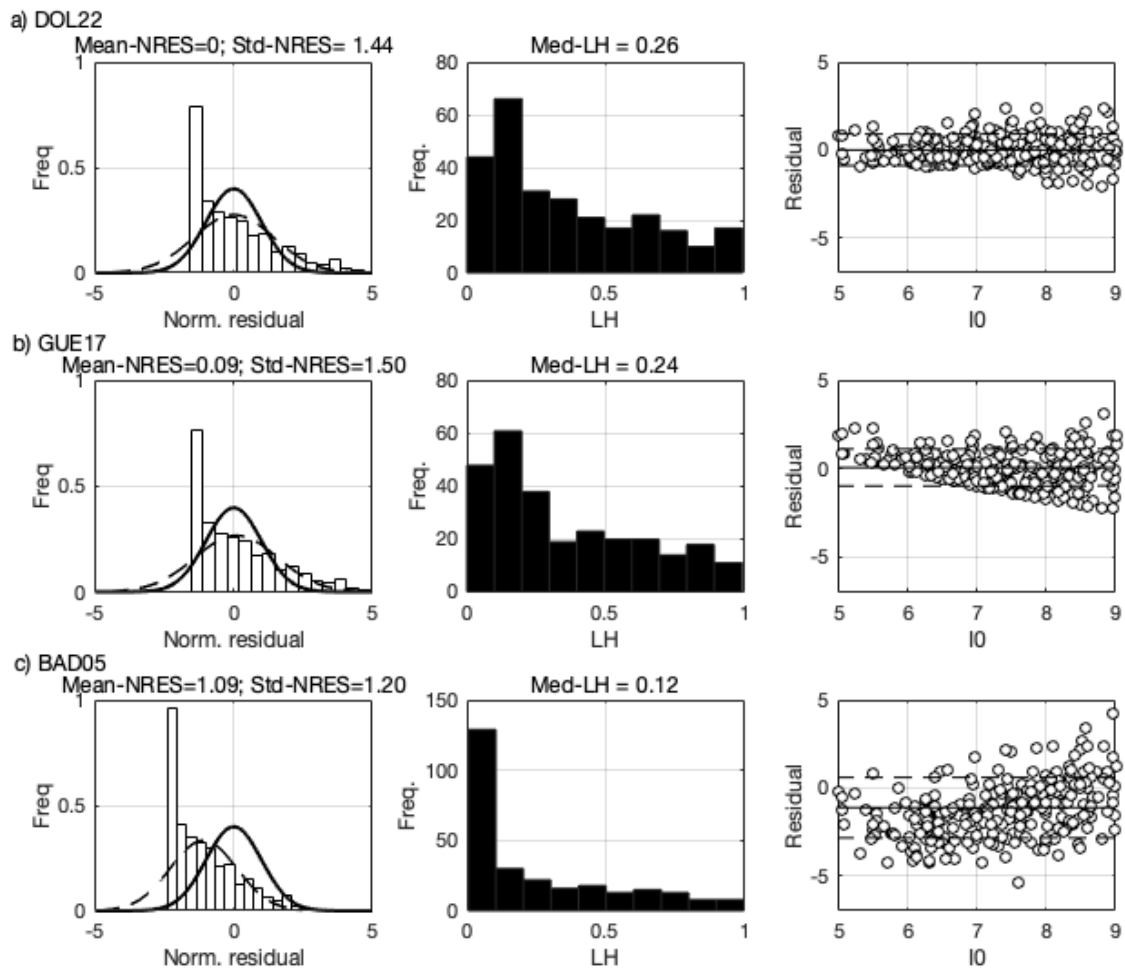 a) DOL22
Mean-NRES=0; Std-NRES= 1.44
Med-LH = 0.26
1
0.5
0
Freq
-5
0
5
Norm. residual
80
60
40
20
0
Freq.
0
0.5
1
LH
5
0
-5
Residual
5
6
7
8
9
I0
b) GUE17
Mean-NRES=0.09; Std-NRES=1.50
Med-LH = 0.24
1
0.5
0
Freq
-5
0
5
Norm. residual
80
60
40
20
0
Freq.
0
0.5
1
LH
5
0
-5
Residual
5
6
7
8
9
I0
c) BAD05
Mean-NRES=1.09; Std-NRES=1.20
Med-LH = 0.12
1
0.5
0
Freq
-5
0
5
Norm. residual
150
100
50
0
Freq.
0
0.5
1
LH
5
0
-5
Residual
5
6
7
8
9
I0